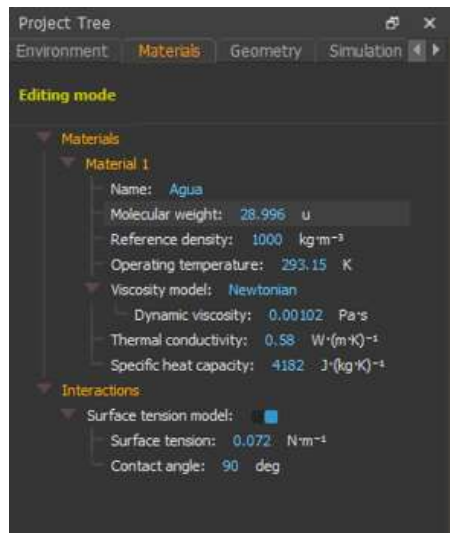 Project Tree
Environment Materials Geometry Simulation
Editing mode
Materials
Material 1
Name: Agua
Molecular weight: 28.996 u
Reference density: 1000 kg·m⁻³
Operating temperature: 293.15 K
Viscosity model: Newtonian
Dynamic viscosity: 0.00102 Pa·s
Thermal conductivity: 0.58 W·(m·K)⁻¹
Specific heat capacity: 4182 J·(kg·K)⁻¹
Interactions
Surface tension model:
Surface tension: 0.072 N·m⁻¹
Contact angle: 90 deg